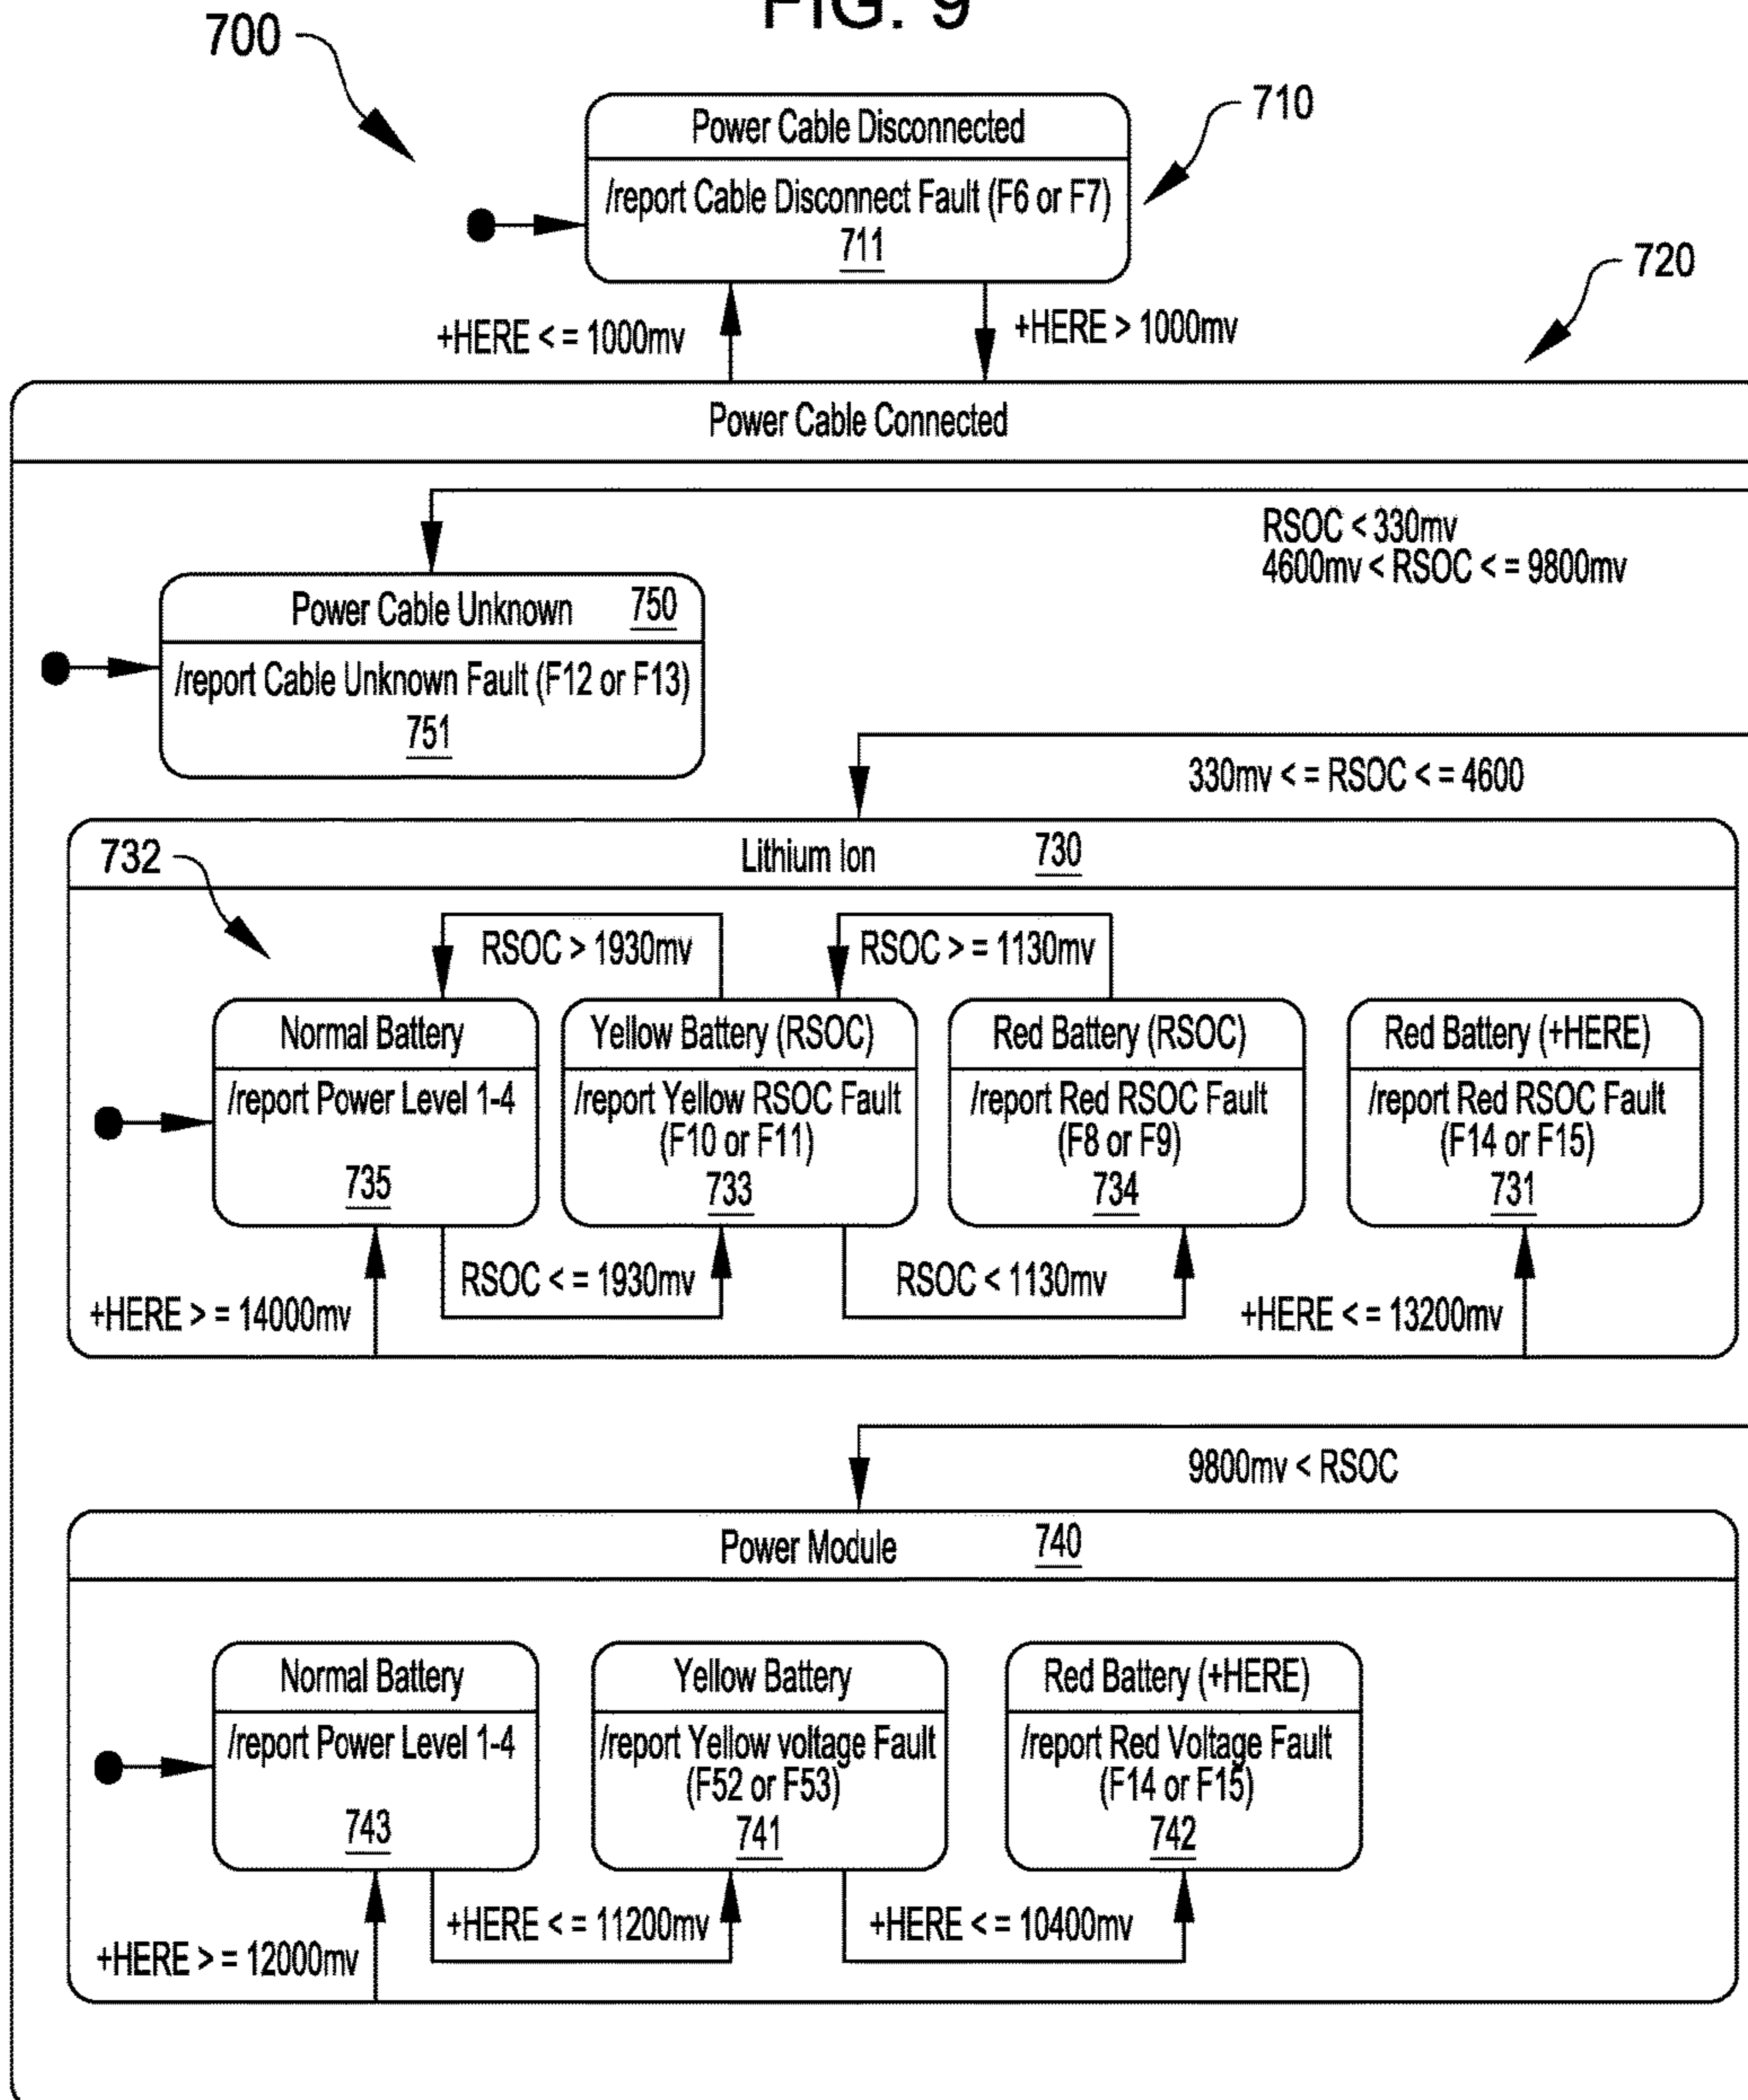 FIG. 9
700
710
Power Cable Disconnected
/report Cable Disconnect Fault (F6 or F7)
711
720
+HERE < = 1000mv
+HERE > 1000mv
Power Cable Connected
RSOC < 330mv
4600mv < RSOC < = 9800mv
Power Cable Unknown 750
/report Cable Unknown Fault (F12 or F13)
751
330mv < = RSOC < = 4600
Lithium Ion 730
732
RSOC > 1930mv
RSOC > = 1130mv
Normal Battery
/report Power Level 1-4
735
Yellow Battery (RSOC)
/report Yellow RSOC Fault
(F10 or F11)
733
Red Battery (RSOC)
/report Red RSOC Fault
(F8 or F9)
734
Red Battery (+HERE)
/report Red RSOC Fault
(F14 or F15)
731
+HERE > = 14000mv
RSOC < = 1930mv
RSOC < 1130mv
+HERE < = 13200mv
9800mv < RSOC
Power Module 740
Normal Battery
/report Power Level 1-4
743
Yellow Battery
/report Yellow voltage Fault
(F52 or F53)
741
Red Battery (+HERE)
/report Red Voltage Fault
(F14 or F15)
742
+HERE > = 12000mv
+HERE < = 11200mv
+HERE < = 10400mv